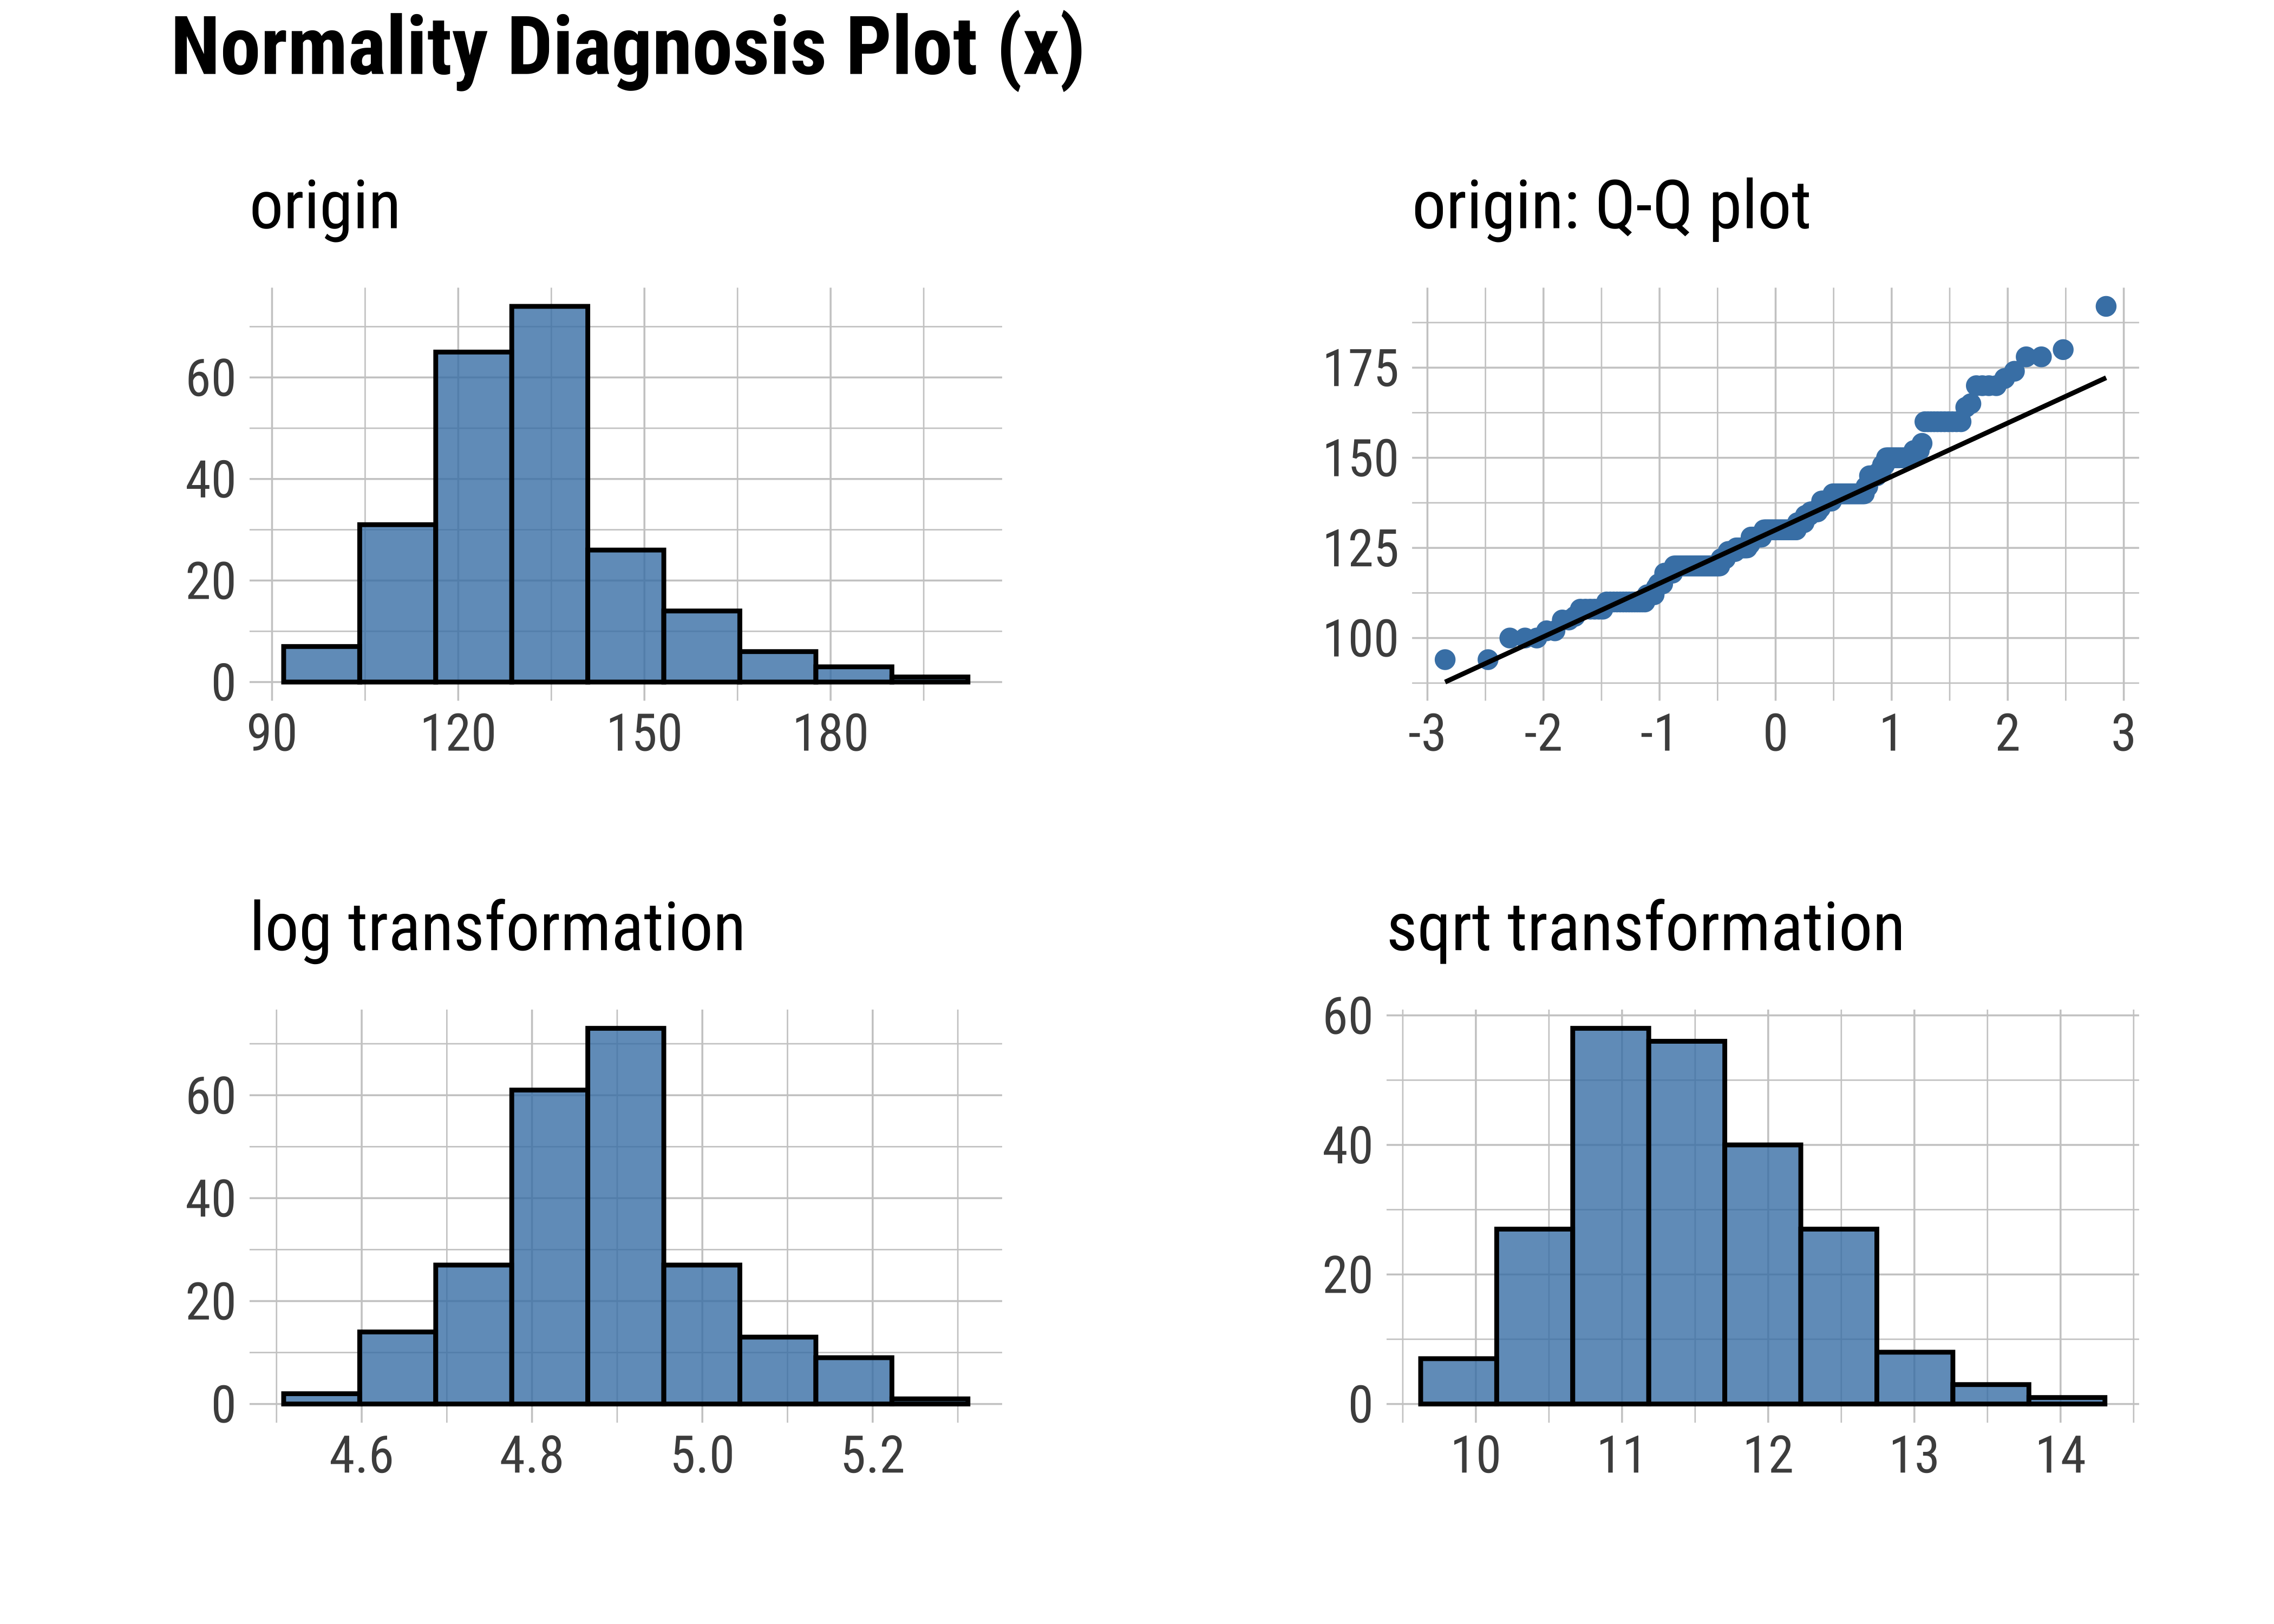 Normality Diagnosis Plot (x)
origin
60
40
20
0
90 120 150 180
origin: Q-Q plot
175
150
125
100
-3 -2 -1 0 1 2 3
log transformation
60
40
20
0
4.6 4.8 5.0 5.2
sqrt transformation
60
40
20
0
10 11 12 13 14